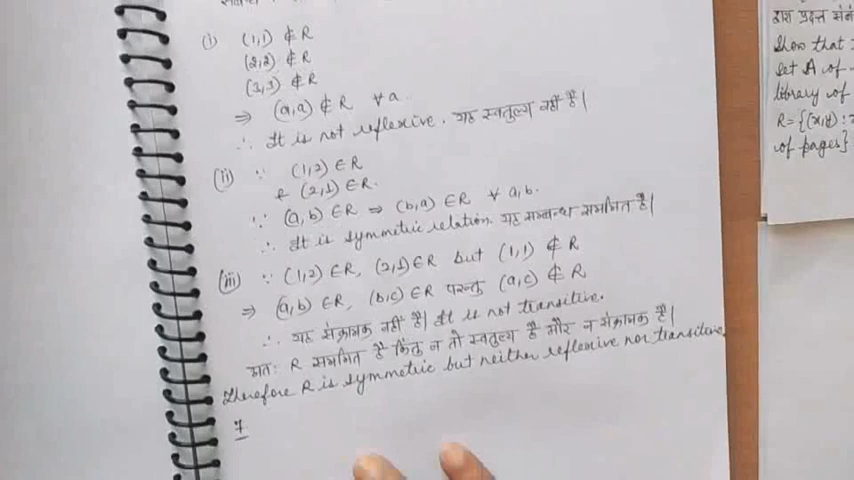 (i) (1,1) ∉ R
(2,2) ∉ R
(3,3) ∉ R
⇒ (a,a) ∉ R ∀ a.
∴ It is not reflexive. यह स्वतुल्य नहीं है।
(ii) ∵ (1,2) ∈ R
& (2,1) ∈ R.
∵ (a,b) ∈ R ⇒ (b,a) ∈ R ∀ a,b.
∴ It is symmetric relation. यह सम्बन्ध सममित है।
(iii) ∵ (1,2) ∈ R, (2,1) ∈ R but (1,1) ∉ R
⇒ (a,b) ∈ R, (b,c) ∈ R परन्तु (a,c) ∉ R
∴ यह संक्रामक नहीं है। It is not transitive.
अतः R सममित है किंतु न तो स्वतुल्य है और न संक्रामक है।
Therefore R is symmetric but neither reflexive nor transitive.
7
द्वारा प्रदत्त
Show that
set A of
library of
R = {(x,y) :
of pages}